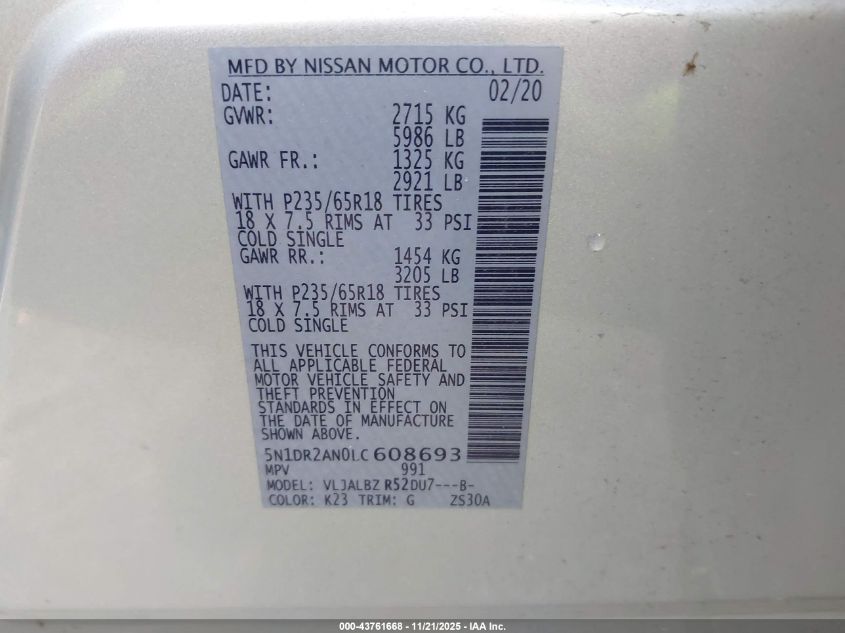 MFD BY NISSAN MOTOR CO., LTD.
DATE: 02/20
GVWR: 2715 KG
5986 LB
GAWR FR.: 1325 KG
2921 LB
WITH P235/65R18 TIRES
18 X 7.5 RIMS AT 33 PSI
COLD SINGLE
GAWR RR.: 1454 KG
3205 LB
WITH P235/65R18 TIRES
18 X 7.5 RIMS AT 33 PSI
COLD SINGLE
THIS VEHICLE CONFORMS TO
ALL APPLICABLE FEDERAL
MOTOR VEHICLE SAFETY AND
THEFT PREVENTION
STANDARDS IN EFFECT ON
THE DATE OF MANUFACTURE
SHOWN ABOVE.
5N1DR2AN0LC608693
MPV 991
MODEL: VLJALBZ R52DU7---B-
COLOR: K23 TRIM: G ZS30A
000-43761668 - 11/21/2025 - IAA Inc.